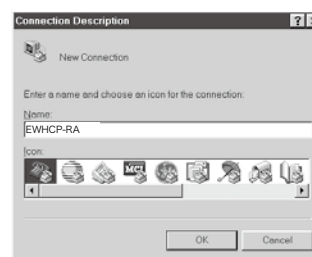 Connection Description
New Connection
Enter a name and choose an icon for the connection:
Name:
EWHCP-RA
Icon:
MCI
OK
Cancel